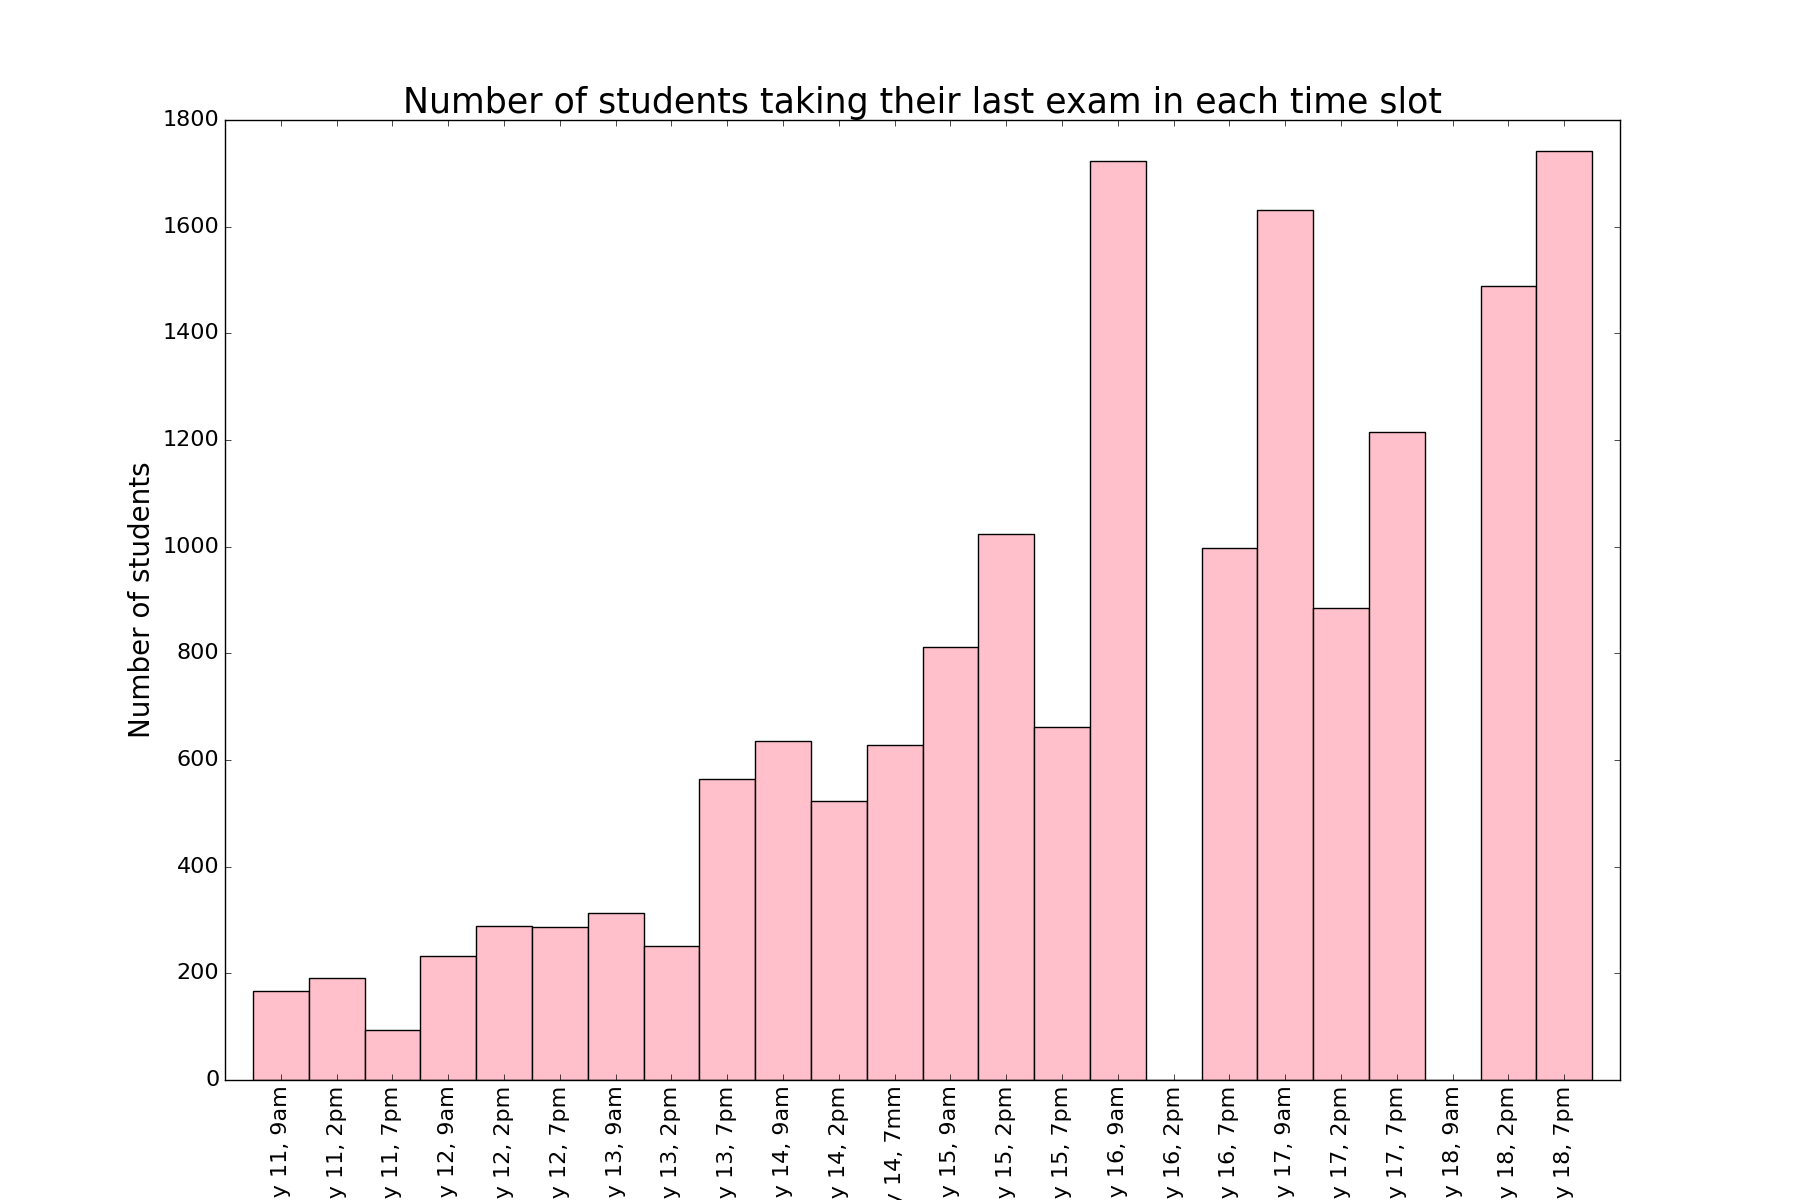 Number of students taking their last exam in each time slot
1800
1600
1400
1200
1000
800
600
400
200
0
Number of students
y 11, 9am
y 11, 2pm
y 11, 7pm
y 12, 9am
y 12, 2pm
y 12, 7pm
y 13, 9am
y 13, 2pm
y 13, 7pm
y 14, 9am
y 14, 2pm
y 14, 7mm
y 15, 9am
y 15, 2pm
y 15, 7pm
y 16, 9am
y 16, 2pm
y 16, 7pm
y 17, 9am
y 17, 2pm
y 17, 7pm
y 18, 9am
y 18, 2pm
y 18, 7pm